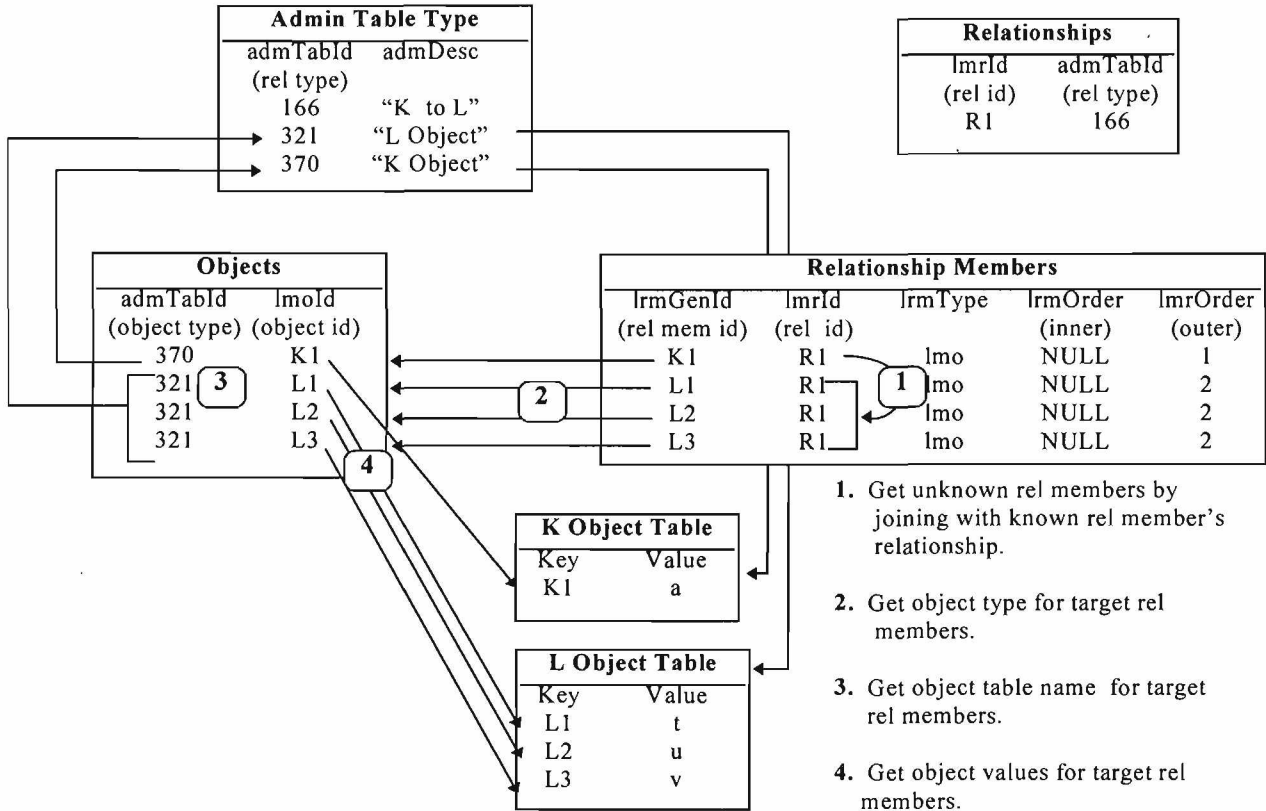 Admin Table Type
admTabId admDesc
(rel type)
166 “K to L”
321 “L Object”
370 “K Object”
Relationships
lmrId admTabId
(rel id) (rel type)
R1 166
Objects
admTabId lmoId
(object type) (object id)
370 K1
321 L1
321 L2
321 L3
3
2
4
Relationship Members
lrmGenId lmrId lrmType lrmOrder lmrOrder
(rel mem id) (rel id) (inner) (outer)
K1 R1 lmo NULL 1
L1 R1 lmo NULL 2
L2 R1 lmo NULL 2
L3 R1 lmo NULL 2
1
K Object Table
Key Value
K1 a
L Object Table
Key Value
L1 t
L2 u
L3 v
1. Get unknown rel members by
joining with known rel member’s
relationship.
2. Get object type for target rel
members.
3. Get object table name for target
rel members.
4. Get object values for target rel
members.